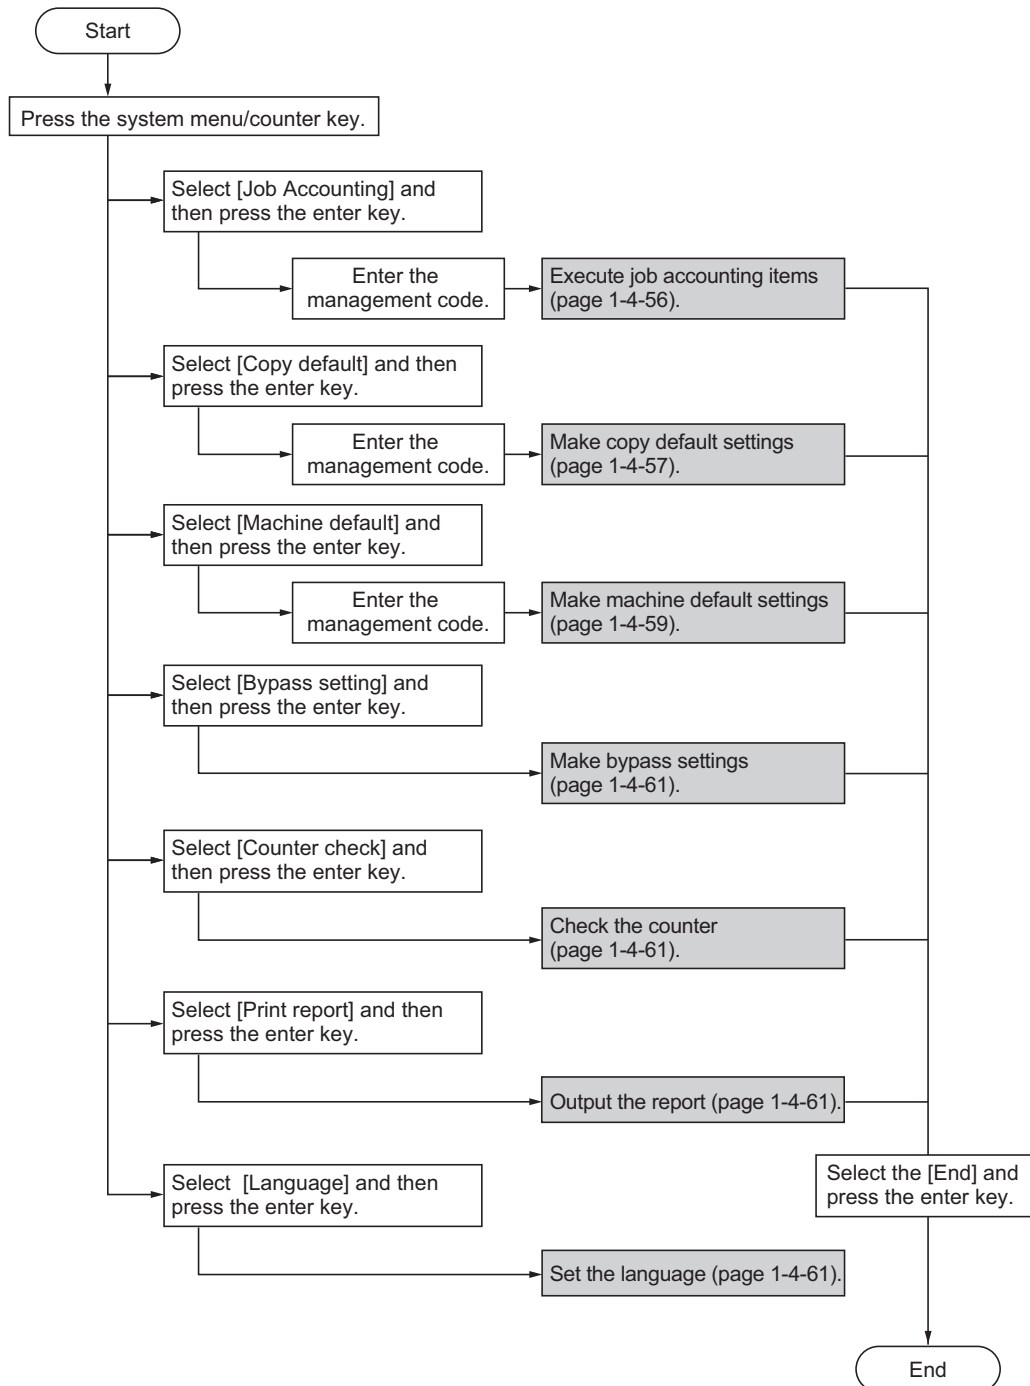 Start
Press the system menu/counter key.
Select [Job Accounting] and
then press the enter key.
Enter the
management code.
Execute job accounting items
(page 1-4-56).
Select [Copy default] and then
press the enter key.
Enter the
management code.
Make copy default settings
(page 1-4-57).
Select [Machine default] and
then press the enter key.
Enter the
management code.
Make machine default settings
(page 1-4-59).
Select [Bypass setting] and
then press the enter key.
Make bypass settings
(page 1-4-61).
Select [Counter check] and
then press the enter key.
Check the counter
(page 1-4-61).
Select [Print report] and then
press the enter key.
Output the report (page 1-4-61).
Select  [Language] and then
press the enter key.
Select the [End] and
press the enter key.
Set the language (page 1-4-61).
End